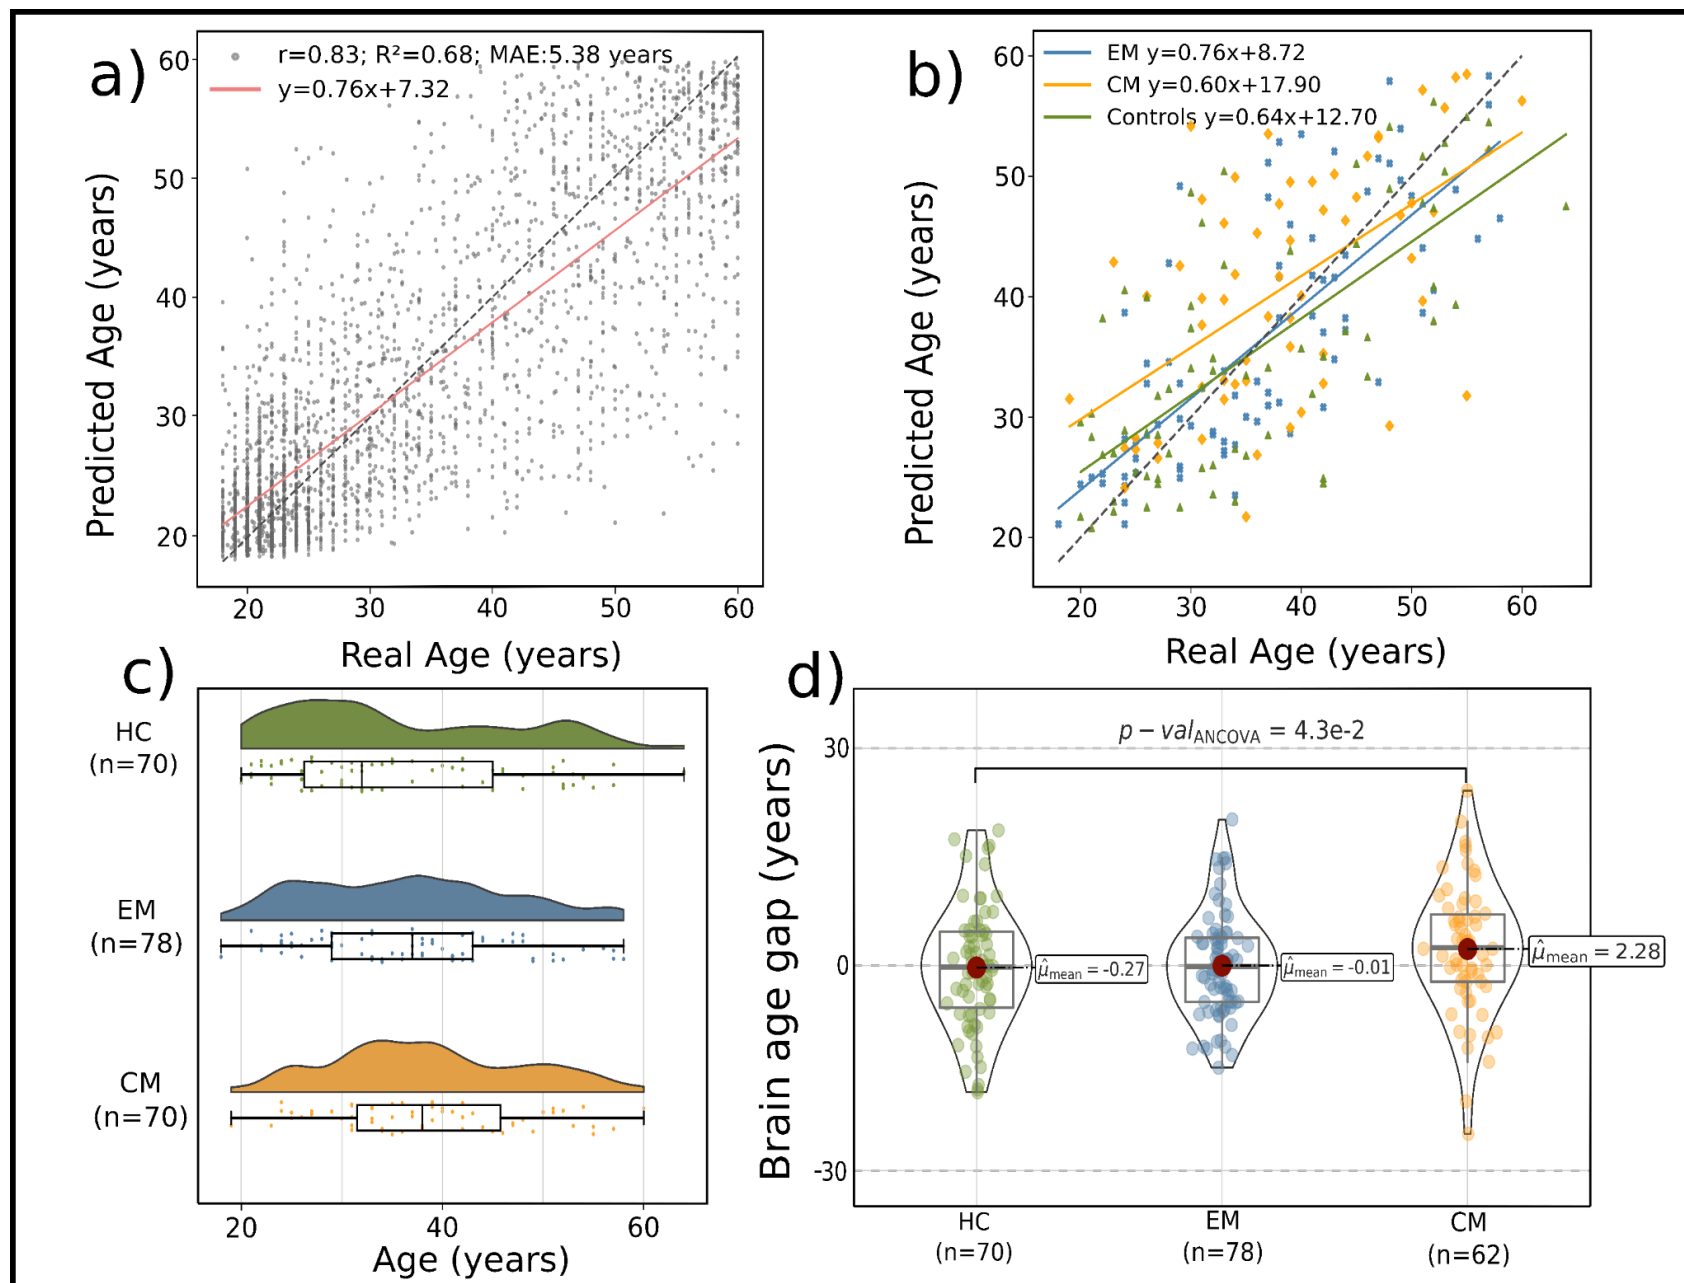 a)
r=0.83; R²=0.68; MAE:5.38 years
y=0.76x+7.32
60
50
40
30
20
Predicted Age (years)
20 30 40 50 60
Real Age (years)
b)
EM y=0.76x+8.72
CM y=0.60x+17.90
Controls y=0.64x+12.70
60
50
40
30
20
Predicted Age (years)
20 30 40 50 60
Real Age (years)
c)
HC
(n=70)
EM
(n=78)
CM
(n=70)
20 40 60
Age (years)
d)
p − val ANCOVA = 4.3e-2
30
0
-30
Brain age gap (years)
μ̂mean = -0.27
μ̂mean = -0.01
μ̂mean = 2.28
HC
(n=70)
EM
(n=78)
CM
(n=62)